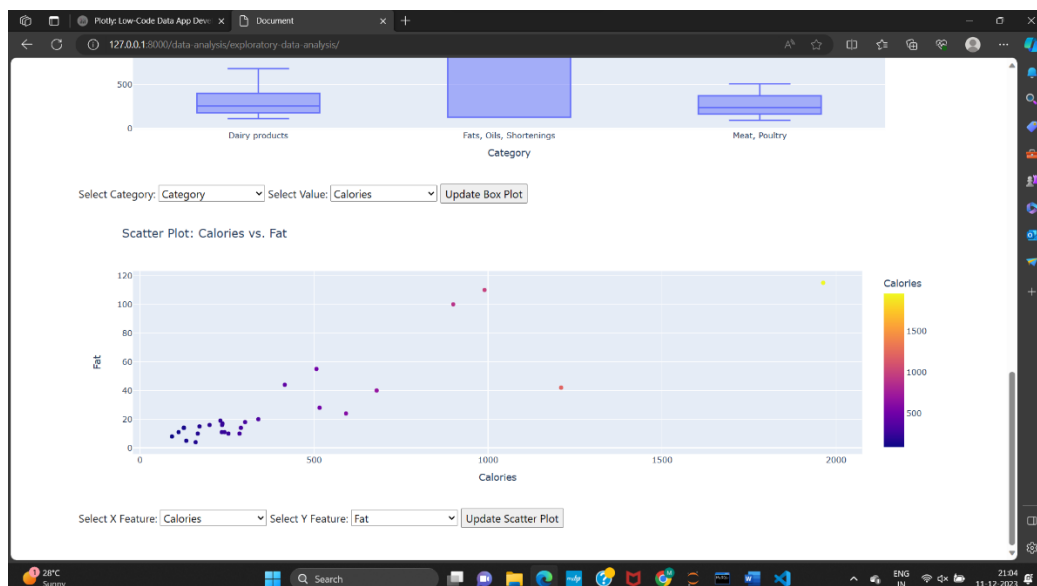 Plotly: Low-Code Data App Deve
Document
127.0.0.1:8000/data-analysis/exploratory-data-analysis/
500
0
Dairy products
Fats, Oils, Shortenings
Meat, Poultry
Category
Select Category: Category Select Value: Calories Update Box Plot
Scatter Plot: Calories vs. Fat
Calories
120
100
80
60
40
20
0
Fat
1500
1000
500
0 500 1000 1500 2000
Calories
Select X Feature: Calories Select Y Feature: Fat Update Scatter Plot
1
28°C
Sunny
Search
ENG
IN
21:04
11-12-2023